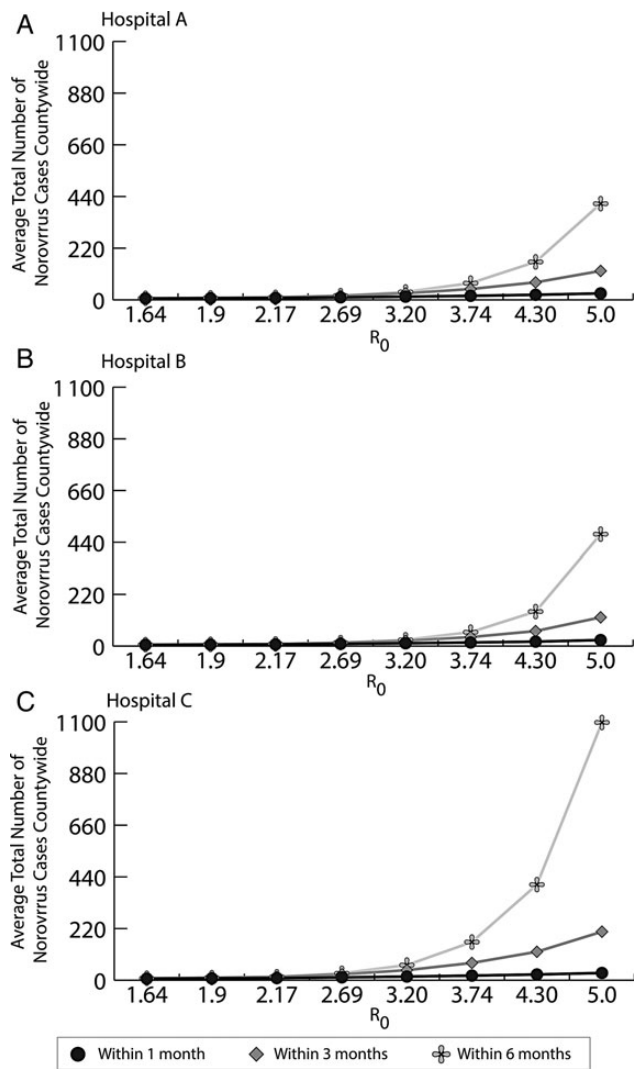 A Hospital A
Average Total Number of
Norovrrus Cases Countywide
1100
880
660
440
220
0
1.64 1.9 2.17 2.69 3.20 3.74 4.30 5.0
R0
B Hospital B
Average Total Number of
Norovrrus Cases Countywide
1100
880
660
440
220
0
1.64 1.9 2.17 2.69 3.20 3.74 4.30 5.0
R0
C Hospital C
Average Total Number of
Norovrrus Cases Countywide
1100
880
660
440
220
0
1.64 1.9 2.17 2.69 3.20 3.74 4.30 5.0
R0
Within 1 month Within 3 months Within 6 months